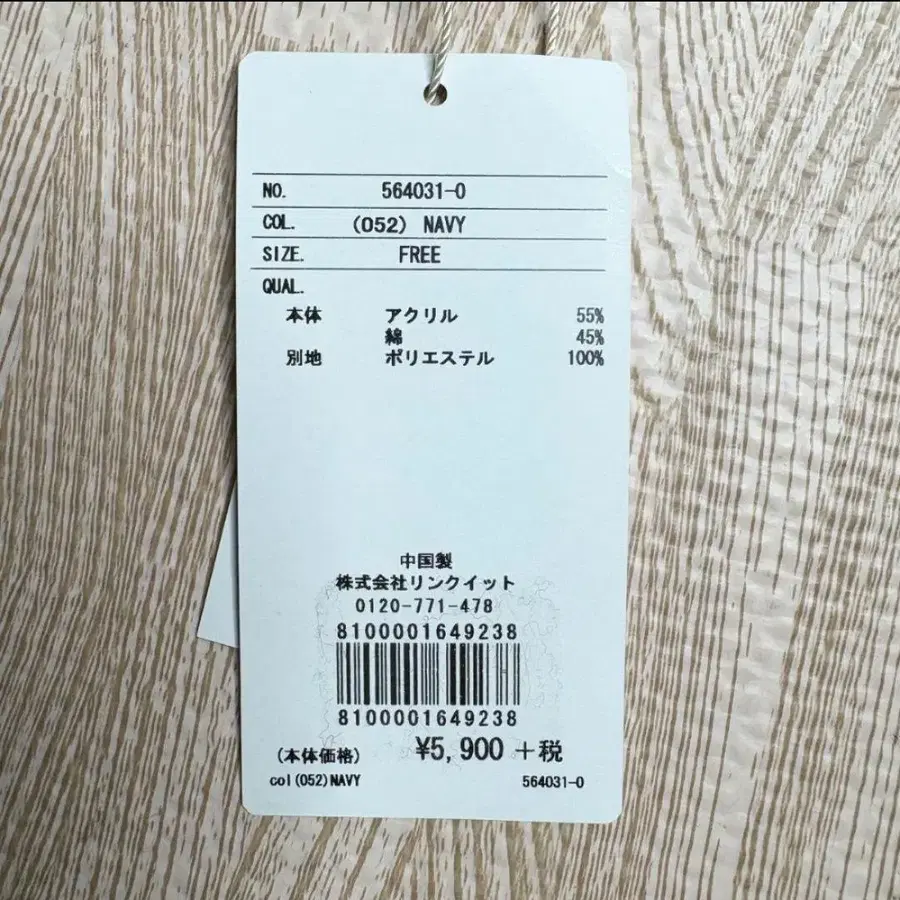 NO. 564031-0
COL. (052) NAVY
SIZE. FREE
QUAL.
本体 アクリル 55%
綿 45%
別地 ポリエステル 100%
中国製
株式会社リンクイット
0120-771-478
8100001649238
8100001649238
(本体価格) ¥5,900 +税
col(052)NAVY 564031-0